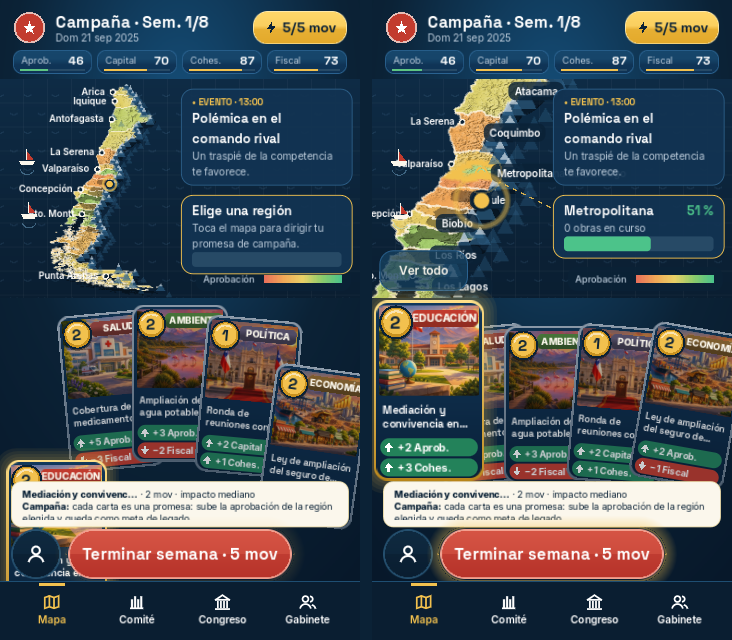 Campaña · Sem. 1/8
Dom 21 sep 2025
5/5 mov
Aprob. 46
Capital 70
Cohes. 87
Fiscal 73
Arica
Iquique
Antofagasta
La Serena
Valparaíso
Concepción
Punta
• EVENTO · 13:00
Polémica en el
comando rival
Un traspié de la competencia
te favorece.
Elige una región
Toca el mapa para dirigir tu
promesa de campaña.
Aprobación
2 SALUD
Cobertura de
medicamento
+5 Aprob
−3 Fiscal
2 AMBIENT
Ampliación de
agua potable
+3 Aprob
−2 Fiscal
1 POLÍTICA
Ronda de
reuniones con
+2 Capital
+1 Cohes.
2 ECONOMÍA
Ley de ampliación
del seguro de...
2 EDUCACIÓN
Mediación y convivenc... · 2 mov · impacto mediano
Campaña: cada carta es una promesa: sube la aprobación de la región
elegida y queda como meta de legado.
Terminar semana · 5 mov
Mapa
Comité
Congreso
Gabinete
Campaña · Sem. 1/8
Dom 21 sep 2025
5/5 mov
Aprob. 46
Capital 70
Cohes. 87
Fiscal 73
Atacama
La Serena
Coquimbo
Valparaíso
Metropolita
ule
Biobío
Los Ríos
Los Lagos
Ver todo
• EVENTO · 13:00
Polémica en el
comando rival
Un traspié de la competencia
te favorece.
Metropolitana 51 %
0 obras en curso
Aprobación
2 EDUCACIÓN
Mediación y
convivencia en...
+2 Aprob.
+3 Cohes.
2 AMBIENT
Ampliación de
agua potable
+3 Aprob
−2 Fiscal
1 POLÍTICA
Ronda de
reuniones con
+2 Capital
+1 Cohes.
2 ECONOMÍA
Ley de ampliación
del seguro de...
+2 Aprob.
−1 Fiscal
Mediación y convivenc... · 2 mov · impacto mediano
Campaña: cada carta es una promesa: sube la aprobación de la región
elegida y queda como meta de legado.
Terminar semana · 5 mov
Mapa
Comité
Congreso
Gabinete